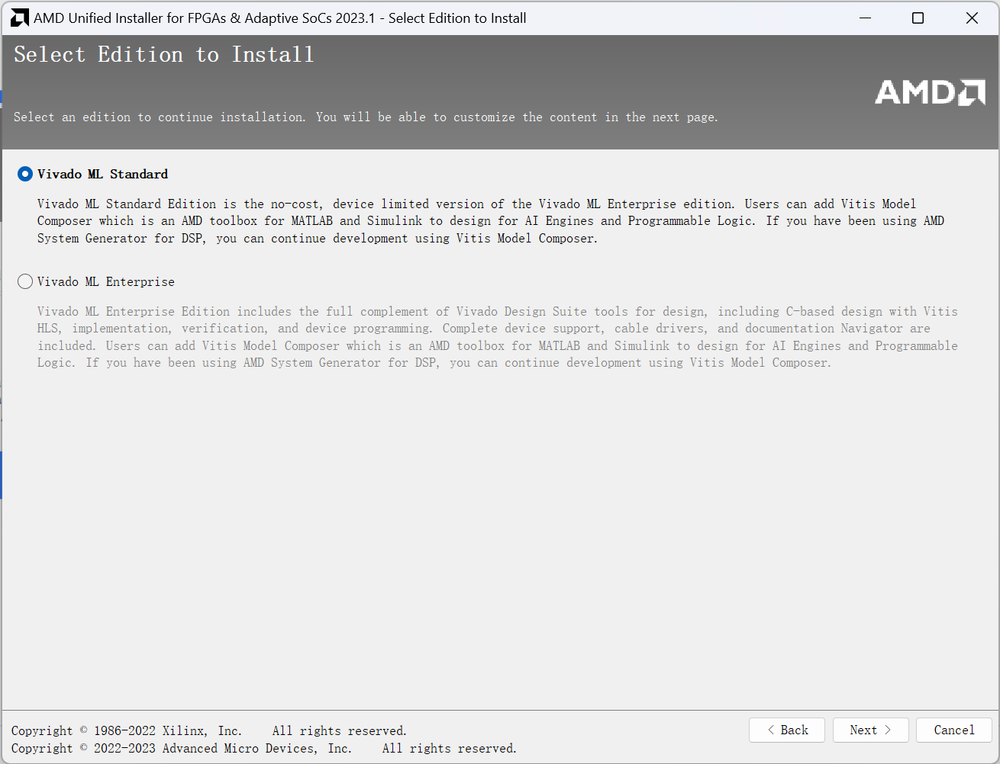 AMD Unified Installer for FPGAs & Adaptive SoCs 2023.1 - Select Edition to Install
Select Edition to Install
AMD
Select an edition to continue installation. You will be able to customize the content in the next page.
Vivado ML Standard
Vivado ML Standard Edition is the no-cost, device limited version of the Vivado ML Enterprise edition. Users can add Vitis Model
Composer which is an AMD toolbox for MATLAB and Simulink to design for AI Engines and Programmable Logic. If you have been using AMD
System Generator for DSP, you can continue development using Vitis Model Composer.
Vivado ML Enterprise
Vivado ML Enterprise Edition includes the full complement of Vivado Design Suite tools for design, including C-based design with Vitis
HLS, implementation, verification, and device programming. Complete device support, cable drivers, and documentation Navigator are
included. Users can add Vitis Model Composer which is an AMD toolbox for MATLAB and Simulink to design for AI Engines and Programmable
Logic. If you have been using AMD System Generator for DSP, you can continue development using Vitis Model Composer.
Copyright © 1986-2022 Xilinx, Inc. All rights reserved.
Copyright © 2022-2023 Advanced Micro Devices, Inc. All rights reserved.
< Back
Next >
Cancel